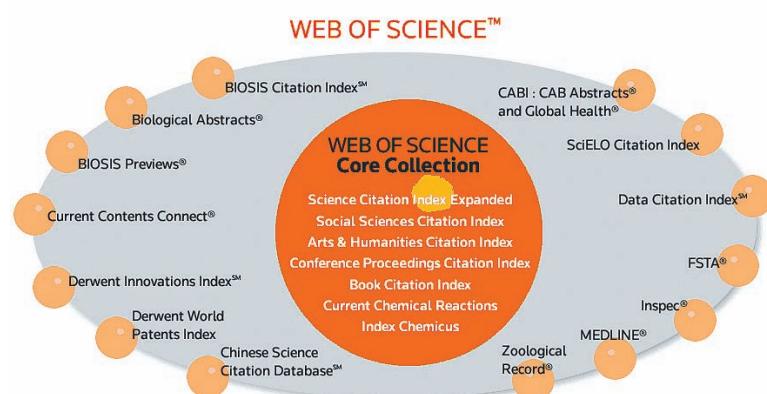 WEB OF SCIENCE™
BIOSIS Citation Index℠
Biological Abstracts®
BIOSIS Previews®
Current Contents Connect®
Derwent Innovations Index℠
Derwent World
Patents Index
Chinese Science
Citation Database℠
WEB OF SCIENCE
Core Collection
Science Citation Index Expanded
Social Sciences Citation Index
Arts & Humanities Citation Index
Conference Proceedings Citation Index
Book Citation Index
Current Chemical Reactions
Index Chemicus
CABI : CAB Abstracts®
and Global Health®
SciELO Citation Index
Data Citation Index℠
FSTA®
Inspec®
MEDLINE®
Zoological
Record®